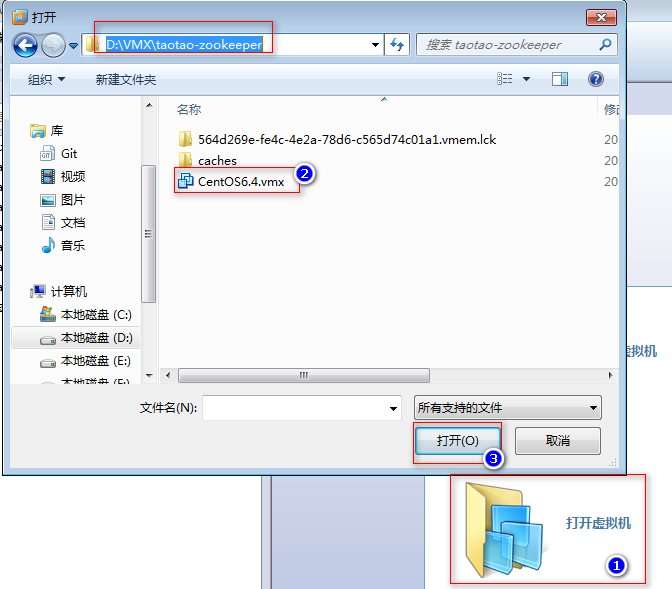 打开
D:\VMX\taotao-zookeeper
搜索 taotao-zookeeper
组织
新建文件夹
名称
修
库
564d269e-fe4c-4e2a-78d6-c565d74c01a1.vmem.lck
20
Git
caches
20
视频
CentOS6.4.vmx
2
20
图片
文档
音乐
计算机
本地磁盘 (C:)
本地磁盘 (D:)
虚拟机
本地磁盘 (E:)
文件名(N):
所有支持的文件
打开(O)
取消
3
打开虚拟机
1